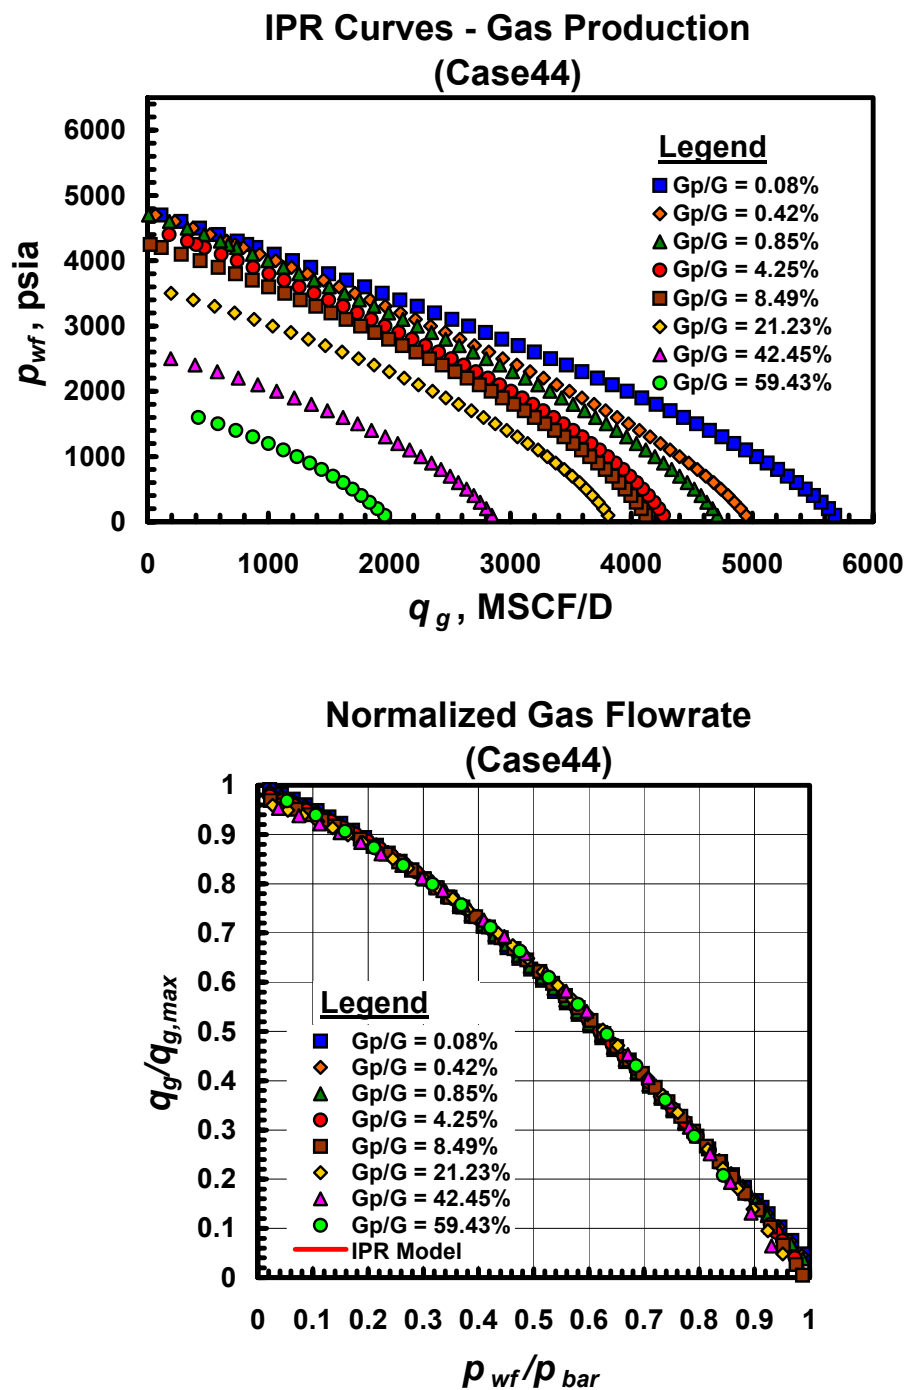 IPR Curves - Gas Production
(Case44)
6000
5000
4000
3000
2000
1000
0
p wf , psia
Legend
Gp/G = 0.08%
Gp/G = 0.42%
Gp/G = 0.85%
Gp/G = 4.25%
Gp/G = 8.49%
Gp/G = 21.23%
Gp/G = 42.45%
Gp/G = 59.43%
0 1000 2000 3000 4000 5000 6000
q g , MSCF/D
Normalized Gas Flowrate
(Case44)
1
0.9
0.8
0.7
0.6
0.5
0.4
0.3
0.2
0.1
0
q g/q g,max
Legend
Gp/G = 0.08%
Gp/G = 0.42%
Gp/G = 0.85%
Gp/G = 4.25%
Gp/G = 8.49%
Gp/G = 21.23%
Gp/G = 42.45%
Gp/G = 59.43%
IPR Model
0 0.1 0.2 0.3 0.4 0.5 0.6 0.7 0.8 0.9 1
p wf /p bar